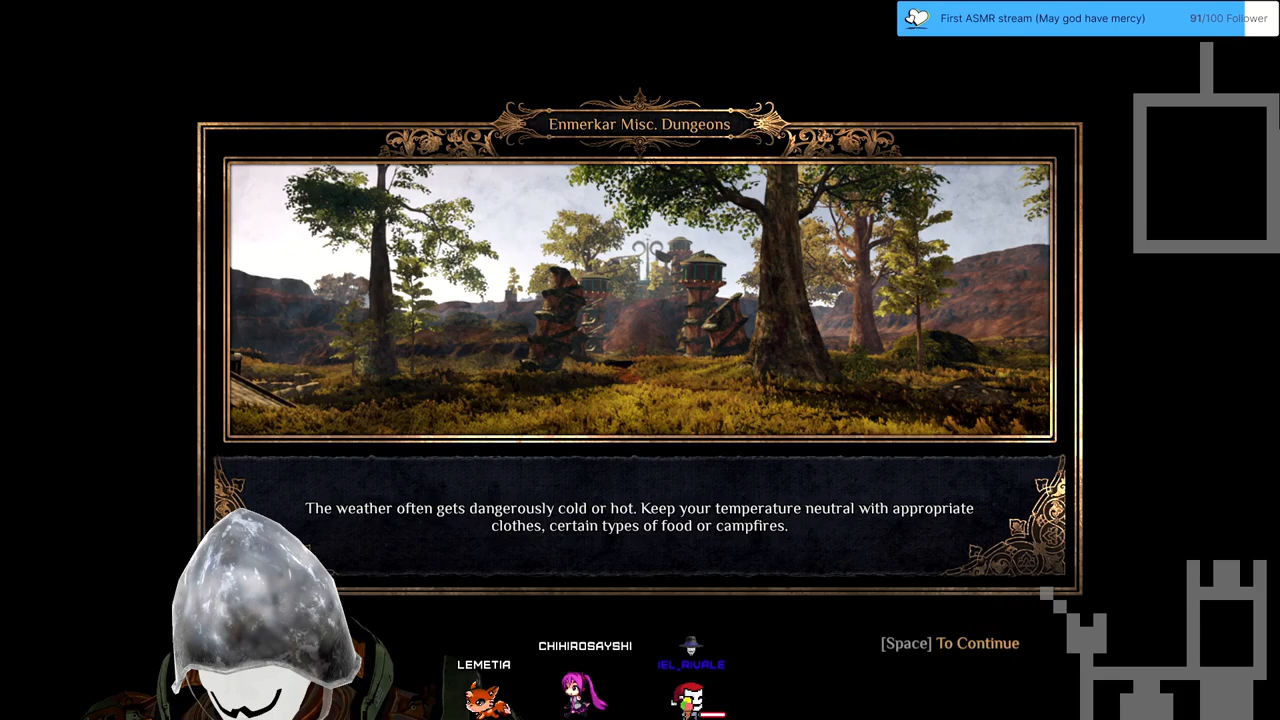 First ASMR stream (May god have mercy) 91/100 Follower
Enmerkar Misc. Dungeons
The weather often gets dangerously cold or hot. Keep your temperature neutral with appropriate
clothes, certain types of food or campfires.
[Space] To Continue
CHIHIROSAYSHI
LEMETIA
IEL_RIVALE